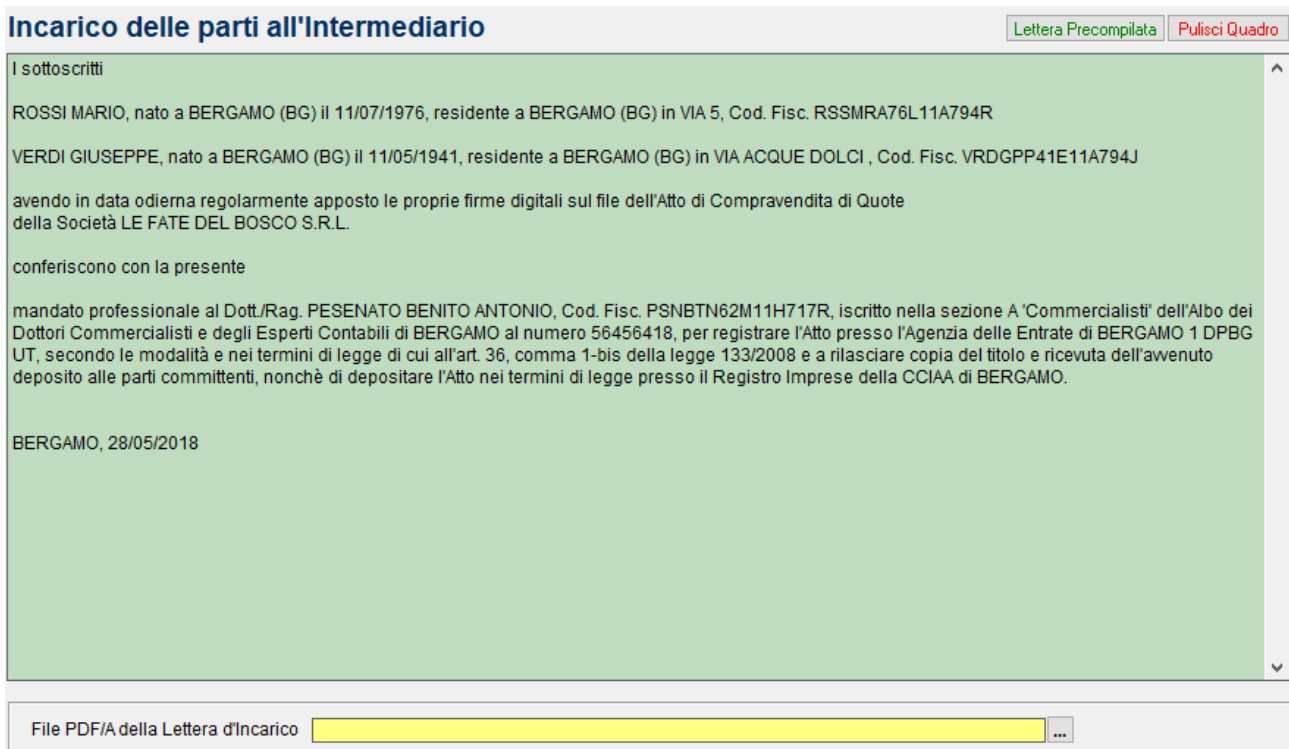 Incarico delle parti all'Intermediario
Lettera Precompilata
Pulisci Quadro
I sottoscritti
ROSSI MARIO, nato a BERGAMO (BG) il 11/07/1976, residente a BERGAMO (BG) in VIA 5, Cod. Fisc. RSSMRA76L11A794R
VERDI GIUSEPPE, nato a BERGAMO (BG) il 11/05/1941, residente a BERGAMO (BG) in VIA ACQUE DOLCI , Cod. Fisc. VRDGPP41E11A794J
avendo in data odierna regolarmente apposto le proprie firme digitali sul file dell'Atto di Compravendita di Quote
della Società LE FATE DEL BOSCO S.R.L.
conferiscono con la presente
mandato professionale al Dott./Rag. PESENATO BENITO ANTONIO, Cod. Fisc. PSNBTN62M11H717R, iscritto nella sezione A 'Commercialisti' dell'Albo dei
Dottori Commercialisti e degli Esperti Contabili di BERGAMO al numero 56456418, per registrare l'Atto presso l'Agenzia delle Entrate di BERGAMO 1 DPBG
UT, secondo le modalità e nei termini di legge di cui all'art. 36, comma 1-bis della legge 133/2008 e a rilasciare copia del titolo e ricevuta dell'avvenuto
deposito alle parti committenti, nonchè di depositare l'Atto nei termini di legge presso il Registro Imprese della CCIAA di BERGAMO.
BERGAMO, 28/05/2018
File PDF/A della Lettera d'Incarico
...